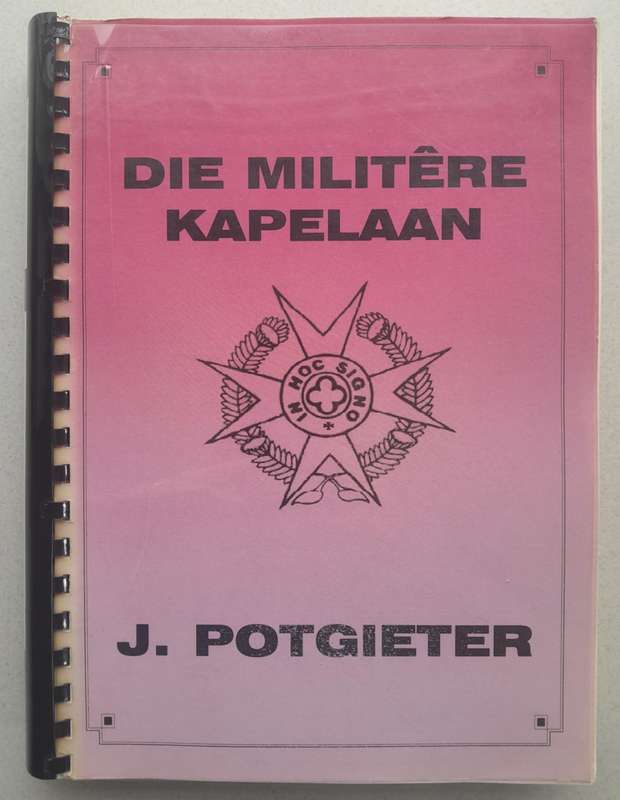 DIE MILITÊRE
KAPELAAN
IN HOC SIGNO
J. POTGIETER